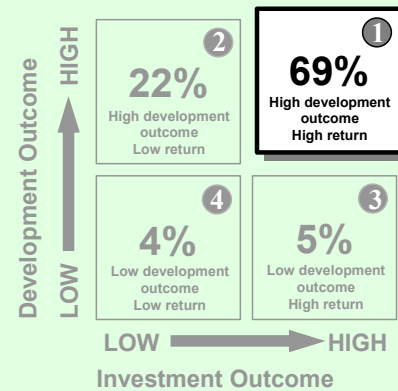 Development Outcome
HIGH
LOW
2
22%
High development
outcome
Low return
1
69%
High development
outcome
High return
4
4%
Low development
outcome
Low return
3
5%
Low development
outcome
High return
LOW
HIGH
Investment Outcome